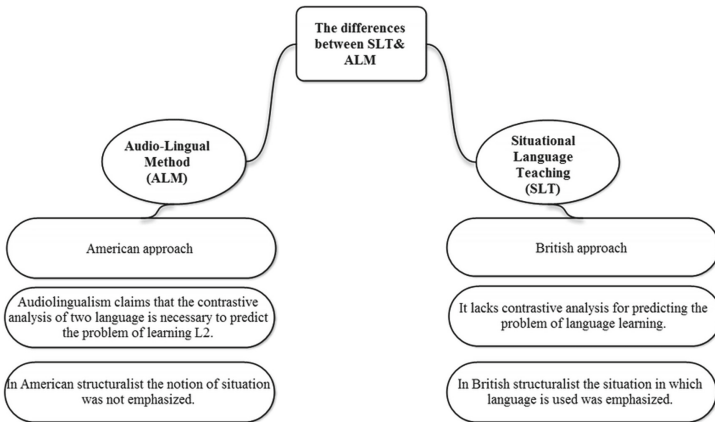 The differences
between SLT&
ALM
Audio-Lingual
Method
(ALM)
Situational
Language
Teaching
(SLT)
American approach
British approach
Audiolingualism claims that the contrastive
analysis of two language is necessary to predict
the problem of learning L2.
It lacks contrastive analysis for predicting the
problem of language learning.
In American structuralist the notion of situation
was not emphasized.
In British structuralist the situation in which
language is used was emphasized.